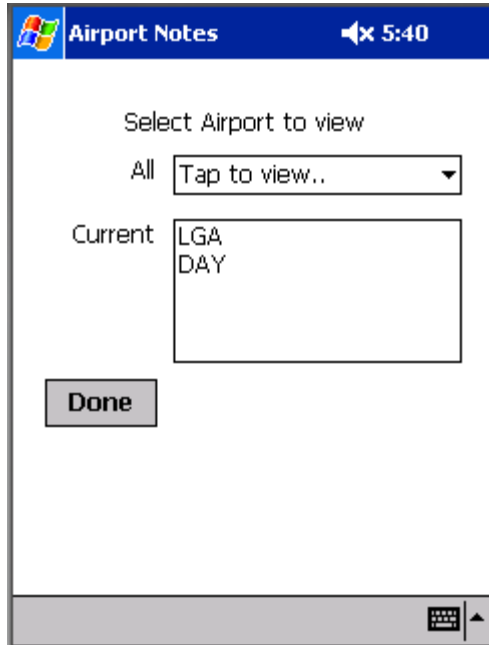 Airport Notes 5:40
Select Airport to view
All Tap to view..
Current LGA
DAY
Done